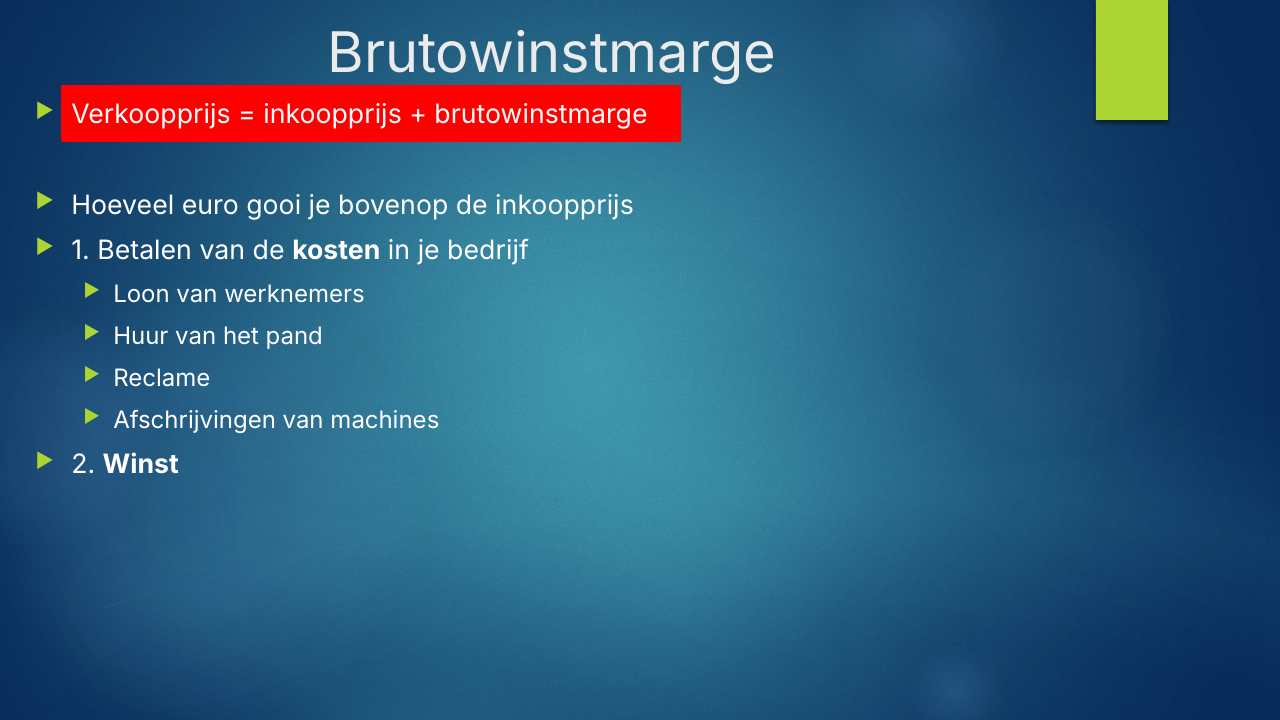 Brutowinstmarge
Verkoopprijs = inkoopprijs + brutowinstmarge
Hoeveel euro gooi je bovenop de inkoopprijs
1. Betalen van de kosten in je bedrijf
Loon van werknemers
Huur van het pand
Reclame
Afschrijvingen van machines
2. Winst